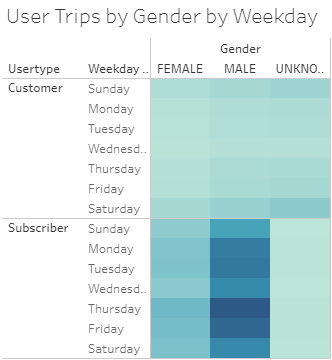 User Trips by Gender by Weekday
Gender
Usertype Weekday .. FEMALE MALE UNKNO..
Customer Sunday
Monday
Tuesday
Wednesd..
Thursday
Friday
Saturday
Subscriber Sunday
Monday
Tuesday
Wednesd..
Thursday
Friday
Saturday